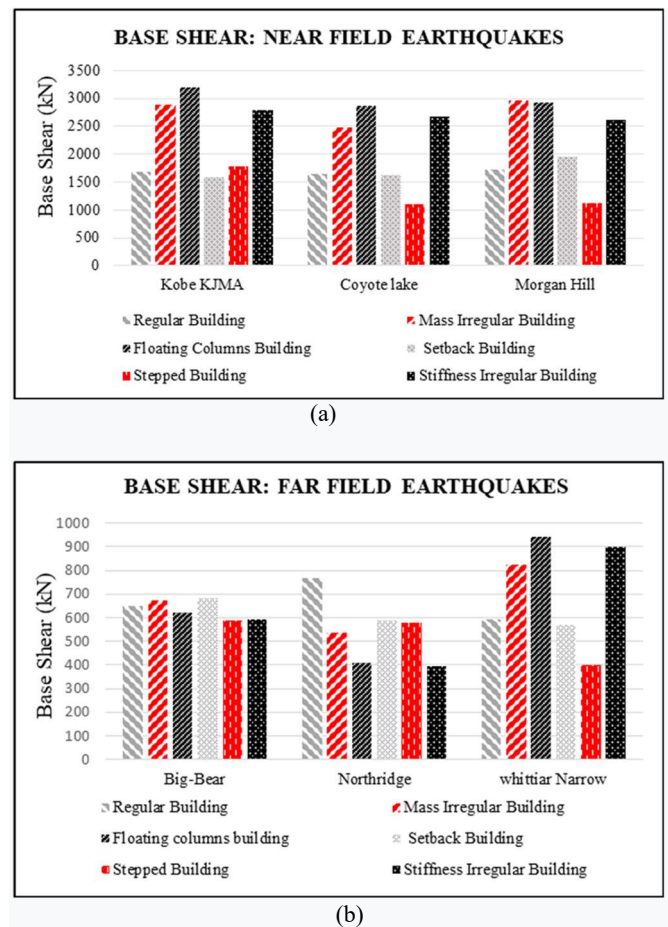 BASE SHEAR: NEAR FIELD EARTHQUAKES
Base Shear (kN)
3500
3000
2500
2000
1500
1000
500
0
Kobe KJMA Coyote lake Morgan Hill
Regular Building Mass Irregular Building
Floating Columns Building Setback Building
Stepped Building Stiffness Irregular Building
(a)
BASE SHEAR: FAR FIELD EARTHQUAKES
Base Shear (kN)
1000
900
800
700
600
500
400
300
200
100
0
Big-Bear Northridge whittiar Narrow
Regular Building Mass Irregular Building
Floating columns building Setback Building
Stepped Building Stiffness Irregular Building
(b)